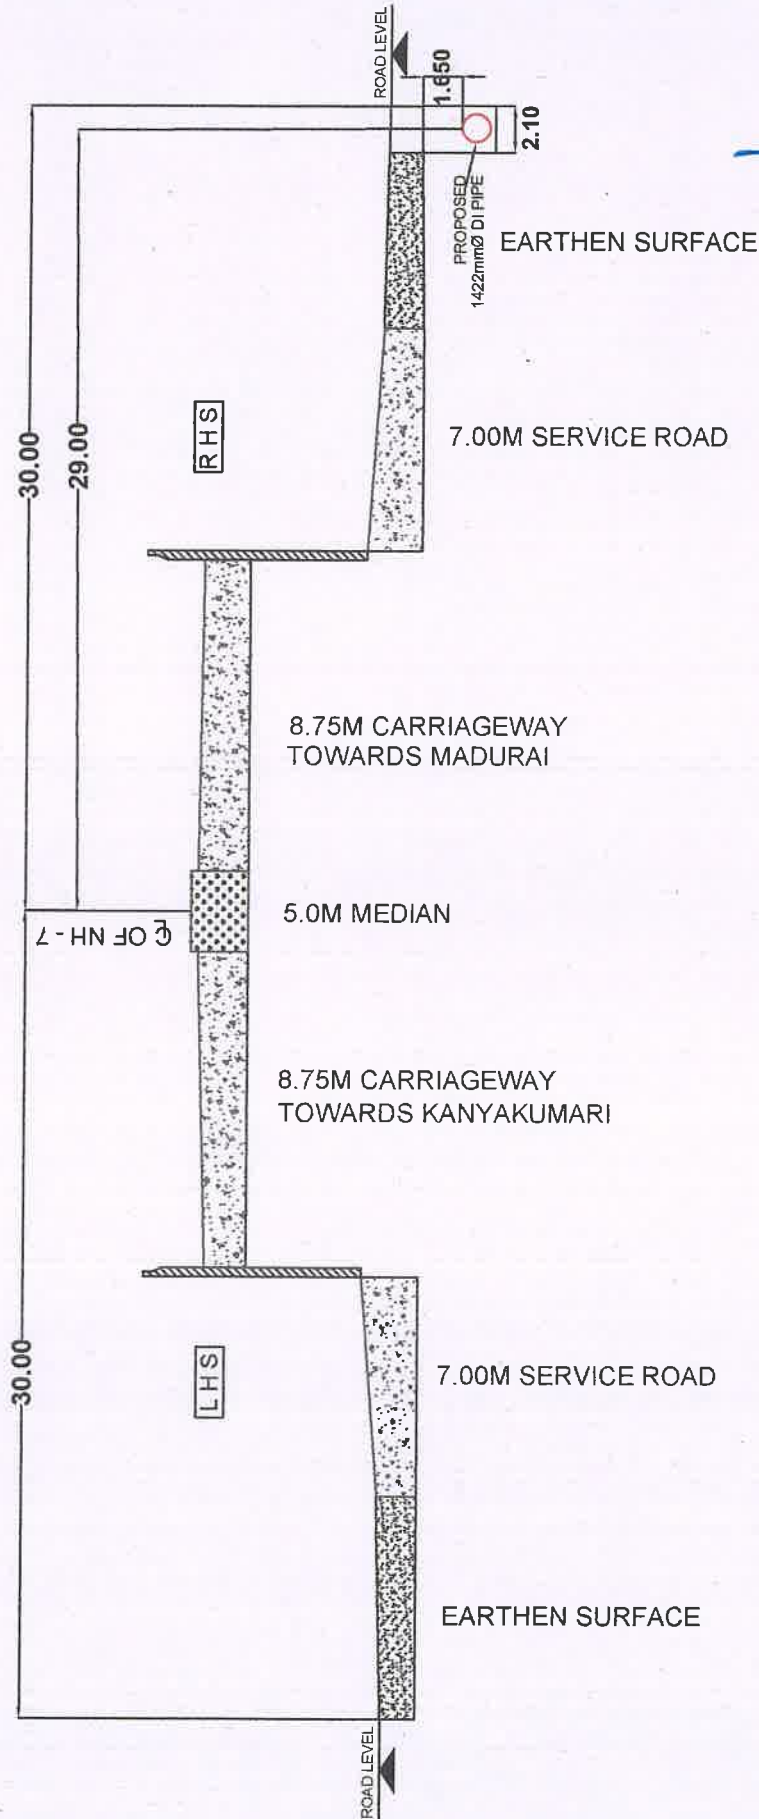 ROAD LEVEL
1.650
2.10
PROPOSED
1422mmØ DI PIPE
EARTHEN SURFACE
30.00
29.00
RHS
7.00M SERVICE ROAD
8.75M CARRIAGEWAY
TOWARDS MADURAI
℄ OF NH - 7
5.0M MEDIAN
8.75M CARRIAGEWAY
TOWARDS KANYAKUMARI
30.00
LHS
7.00M SERVICE ROAD
EARTHEN SURFACE
ROAD LEVEL